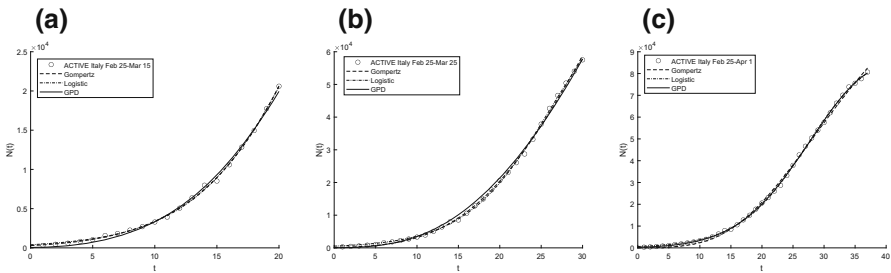 (a)
×10⁴
2.5
2
1.5
1
0.5
0
N(t)
ACTIVE Italy Feb 25-Mar 15
Gompertz
Logistic
GPD
0 5 10 15 20
t
(b)
×10⁴
6
5
4
3
2
1
0
N(t)
ACTIVE Italy Feb 25-Mar 25
Gompertz
Logistic
GPD
0 5 10 15 20 25 30
t
(c)
×10⁴
9
8
7
6
5
4
3
2
1
0
N(t)
ACTIVE Italy Feb 25-Apr 1
Gompertz
Logistic
GPD
0 5 10 15 20 25 30 35 40
t